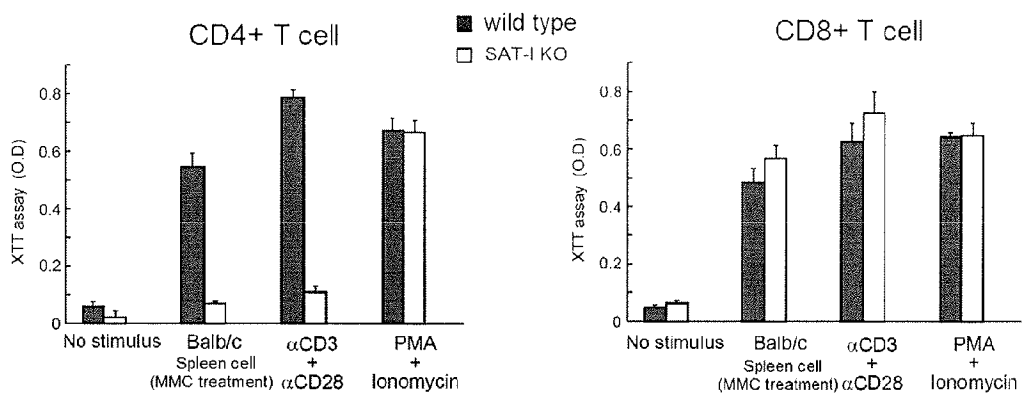 CD4+ T cell
XTT assay (O.D)
0.8
0.6
0.4
0.2
0
No stimulus
Balb/c
Spleen cell
(MMC treatment)
αCD3
+
αCD28
PMA
+
Ionomycin
wild type
SAT-I KO
CD8+ T cell
XTT assay (O.D)
0.8
0.6
0.4
0.2
0
No stimulus
Balb/c
Spleen cell
(MMC treatment)
αCD3
+
αCD28
PMA
+
Ionomycin